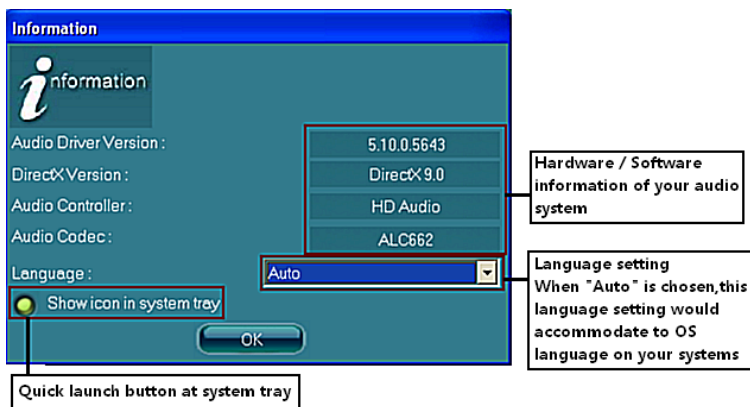 Information
information
Audio Driver Version :
5.10.0.5643
DirectX Version :
DirectX 9.0
Audio Controller :
HD Audio
Audio Codec :
ALC662
Hardware / Software
information of your audio
system
Language :
Auto
Language setting
When "Auto" is chosen,this
language setting would
accommodate to OS
language on your systems
Show icon in system tray
OK
Quick launch button at system tray